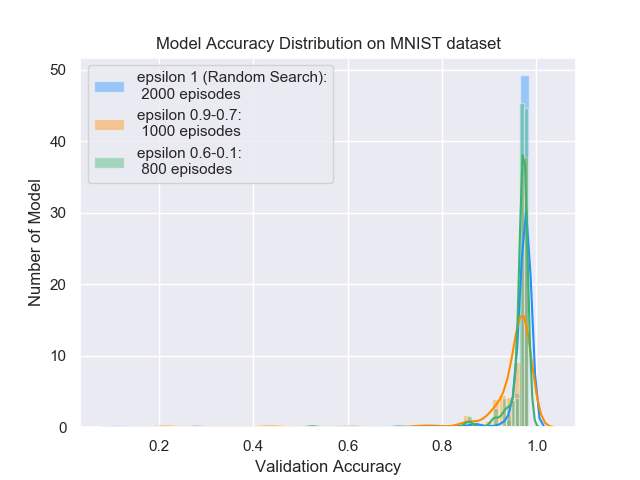 Model Accuracy Distribution on MNIST dataset
epsilon 1 (Random Search):
2000 episodes
epsilon 0.9-0.7:
1000 episodes
epsilon 0.6-0.1:
800 episodes
50
40
30
20
10
0
Number of Model
0.2 0.4 0.6 0.8 1.0
Validation Accuracy